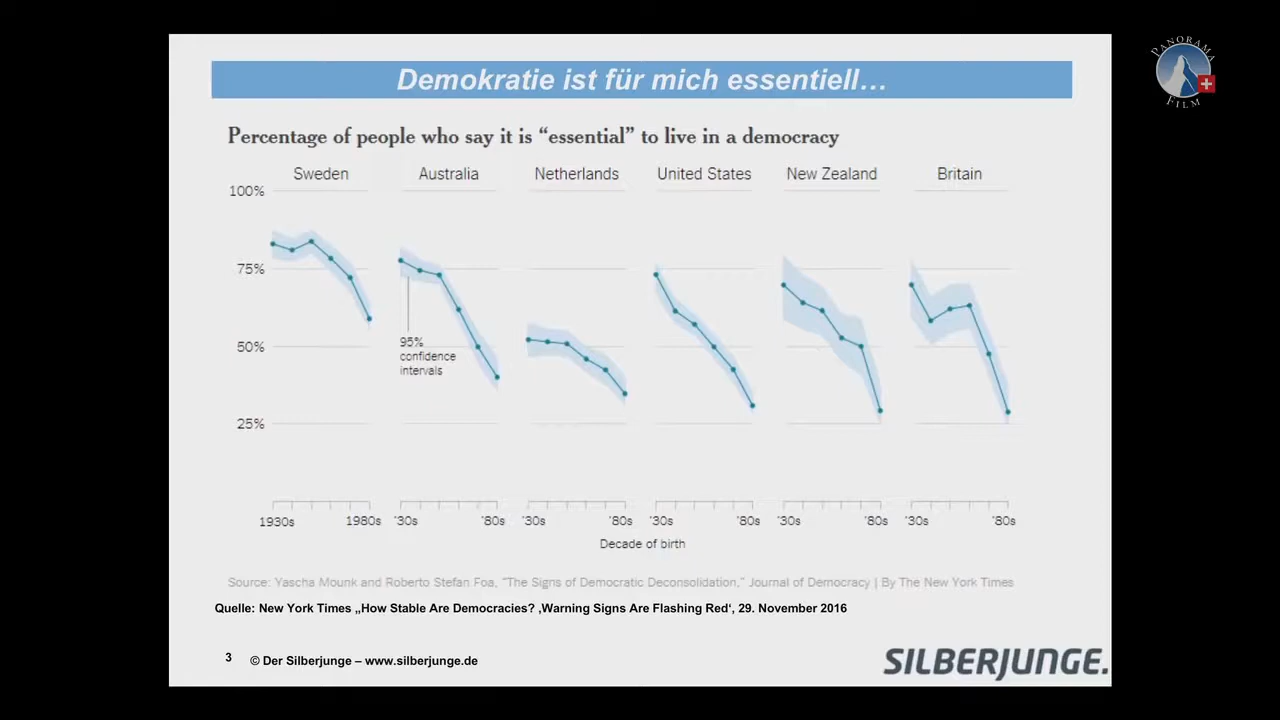 PANORAMA
FILM
Demokratie ist für mich essentiell…
Percentage of people who say it is “essential” to live in a democracy
Sweden Australia Netherlands United States New Zealand Britain
100%
75%
50%
25%
95%
confidence
intervals
1930s 1980s ’30s ’80s ’30s ’80s ’30s ’80s ’30s ’80s ’30s ’80s
Decade of birth
Source: Yascha Mounk and Roberto Stefan Foa, “The Signs of Democratic Deconsolidation,” Journal of Democracy | By The New York Times
Quelle: New York Times „How Stable Are Democracies? ‚Warning Signs Are Flashing Red‘, 29. November 2016
3 © Der Silberjunge – www.silberjunge.de
SILBERJUNGE.